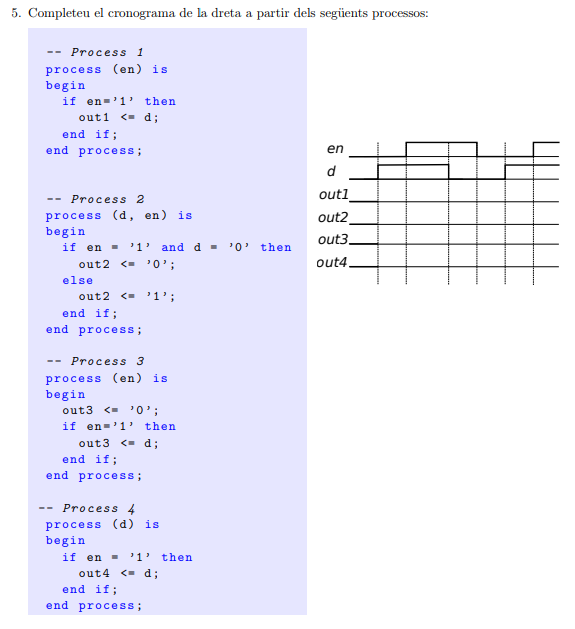 5. Completeu el cronograma de la dreta a partir dels següents processos:
-- Process 1
process (en) is
begin
if en='1' then
out1 <= d;
end if;
end process;
-- Process 2
process (d, en) is
begin
if en = '1' and d = '0' then
out2 <= '0';
else
out2 <= '1';
end if;
end process;
-- Process 3
process (en) is
begin
out3 <= '0';
if en='1' then
out3 <= d;
end if;
end process;
-- Process 4
process (d) is
begin
if en = '1' then
out4 <= d;
end if;
end process;
en
d
out1
out2
out3
out4